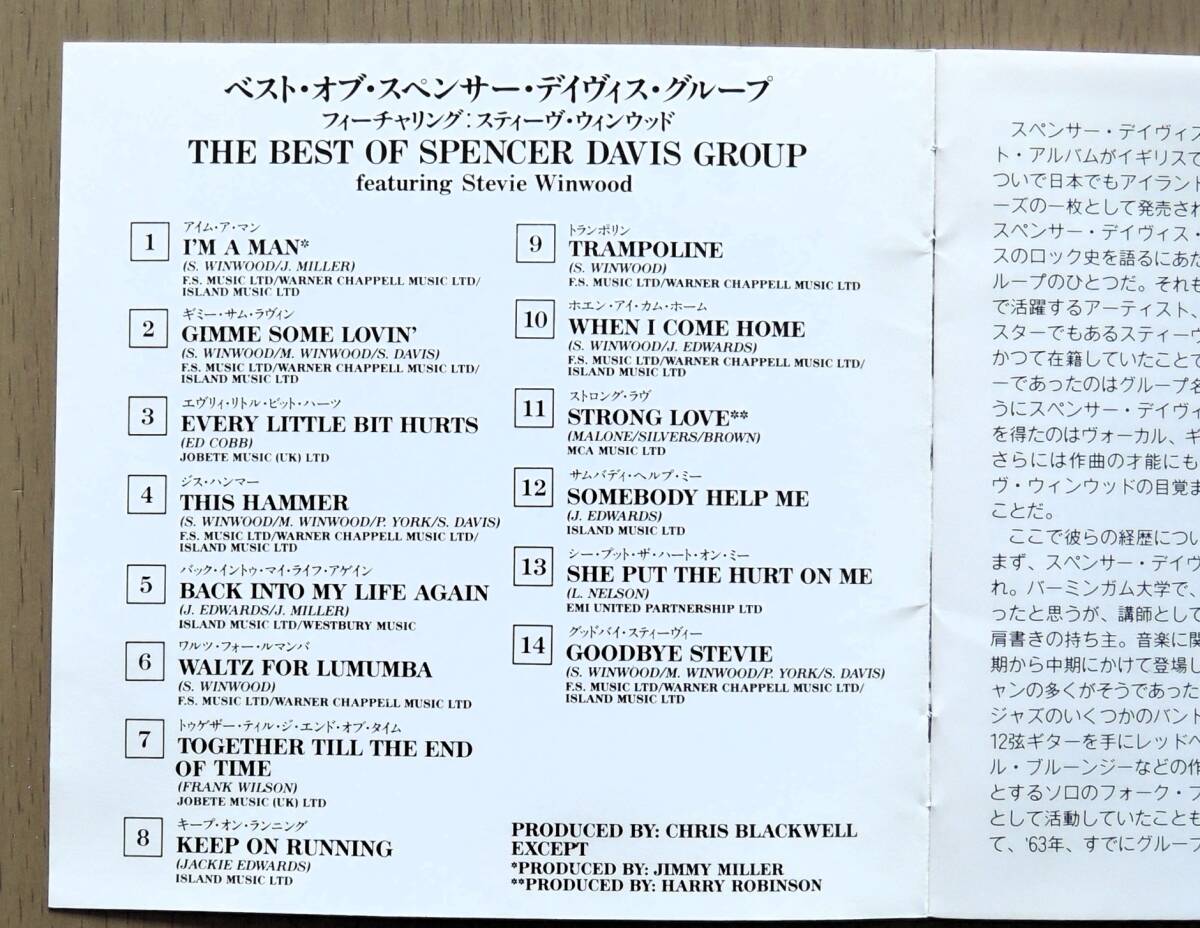 ベスト・オブ・スペンサー・デイヴィス・グループ
フィーチャリング:スティーヴ・ウィンウッド
THE BEST OF SPENCER DAVIS GROUP
featuring Stevie Winwood
1
アイム・ア・マン
I'M A MAN*
(S. WINWOOD/J. MILLER)
F.S. MUSIC LTD/WARNER CHAPPELL MUSIC LTD/
ISLAND MUSIC LTD
2
ギミー・サム・ラヴィン
GIMME SOME LOVIN'
(S. WINWOOD/M. WINWOOD/S. DAVIS)
F.S. MUSIC LTD/WARNER CHAPPELL MUSIC LTD/
ISLAND MUSIC LTD
3
エヴリィ・リトル・ビット・ハーツ
EVERY LITTLE BIT HURTS
(ED COBB)
JOBETE MUSIC (UK) LTD
4
ジス・ハンマー
THIS HAMMER
(S. WINWOOD/M. WINWOOD/P. YORK/S. DAVIS)
F.S. MUSIC LTD/WARNER CHAPPELL MUSIC LTD/
ISLAND MUSIC LTD
5
バック・イントゥ・マイ・ライフ・アゲイン
BACK INTO MY LIFE AGAIN
(J. EDWARDS/J. MILLER)
ISLAND MUSIC LTD/WESTBURY MUSIC
6
ワルツ・フォー・ルマンバ
WALTZ FOR LUMUMBA
(S. WINWOOD)
F.S. MUSIC LTD/WARNER CHAPPELL MUSIC LTD
7
トゥゲザー・ティル・ジ・エンド・オブ・タイム
TOGETHER TILL THE END
OF TIME
(FRANK WILSON)
JOBETE MUSIC (UK) LTD
8
キープ・オン・ランニング
KEEP ON RUNNING
(JACKIE EDWARDS)
ISLAND MUSIC LTD
9
トランポリン
TRAMPOLINE
(S. WINWOOD)
F.S. MUSIC LTD/WARNER CHAPPELL MUSIC LTD
10
ホエン・アイ・カム・ホーム
WHEN I COME HOME
(S. WINWOOD/J. EDWARDS)
F.S. MUSIC LTD/WARNER CHAPPELL MUSIC LTD/
ISLAND MUSIC LTD
11
ストロング・ラヴ
STRONG LOVE**
(MALONE/SILVERS/BROWN)
MCA MUSIC LTD
12
サムバディ・ヘルプ・ミー
SOMEBODY HELP ME
(J. EDWARDS)
ISLAND MUSIC LTD
13
シー・プット・ザ・ハート・オン・ミー
SHE PUT THE HURT ON ME
(L. NELSON)
EMI UNITED PARTNERSHIP LTD
14
グッドバイ・スティーヴィー
GOODBYE STEVIE
(S. WINWOOD/M. WINWOOD/P. YORK/S. DAVIS)
F.S. MUSIC LTD/WARNER CHAPPELL MUSIC LTD/
ISLAND MUSIC LTD
PRODUCED BY: CHRIS BLACKWELL
EXCEPT
*PRODUCED BY: JIMMY MILLER
**PRODUCED BY: HARRY ROBINSON
スペンサー・デイヴィス
ト・アルバムがイギリスで
ついで日本でもアイランド
ーズの一枚として発売され
スペンサー・デイヴィス・
スのロック史を語るにあた
ループのひとつだ。それも
で活躍するアーティスト、
スターでもあるスティーヴ
かつて在籍していたことで
ーであったのはグループ名
うにスペンサー・デイヴィ
を得たのはヴォーカル、ギ
さらには作曲の才能にも
ヴ・ウィンウッドの目覚ま
ことだ。
ここで彼らの経歴につい
まず、スペンサー・デイヴ
れ。バーミンガム大学で、
ったと思うが、講師として
肩書きの持ち主。音楽に関
期から中期にかけて登場し
ャンの多くがそうであった
ジャズのいくつかのバンド
12弦ギターを手にレッドベ
ル・ブルーンジーなどの作
とするソロのフォーク・ブ
として活動していたことも
て、'63年、すでにグループ